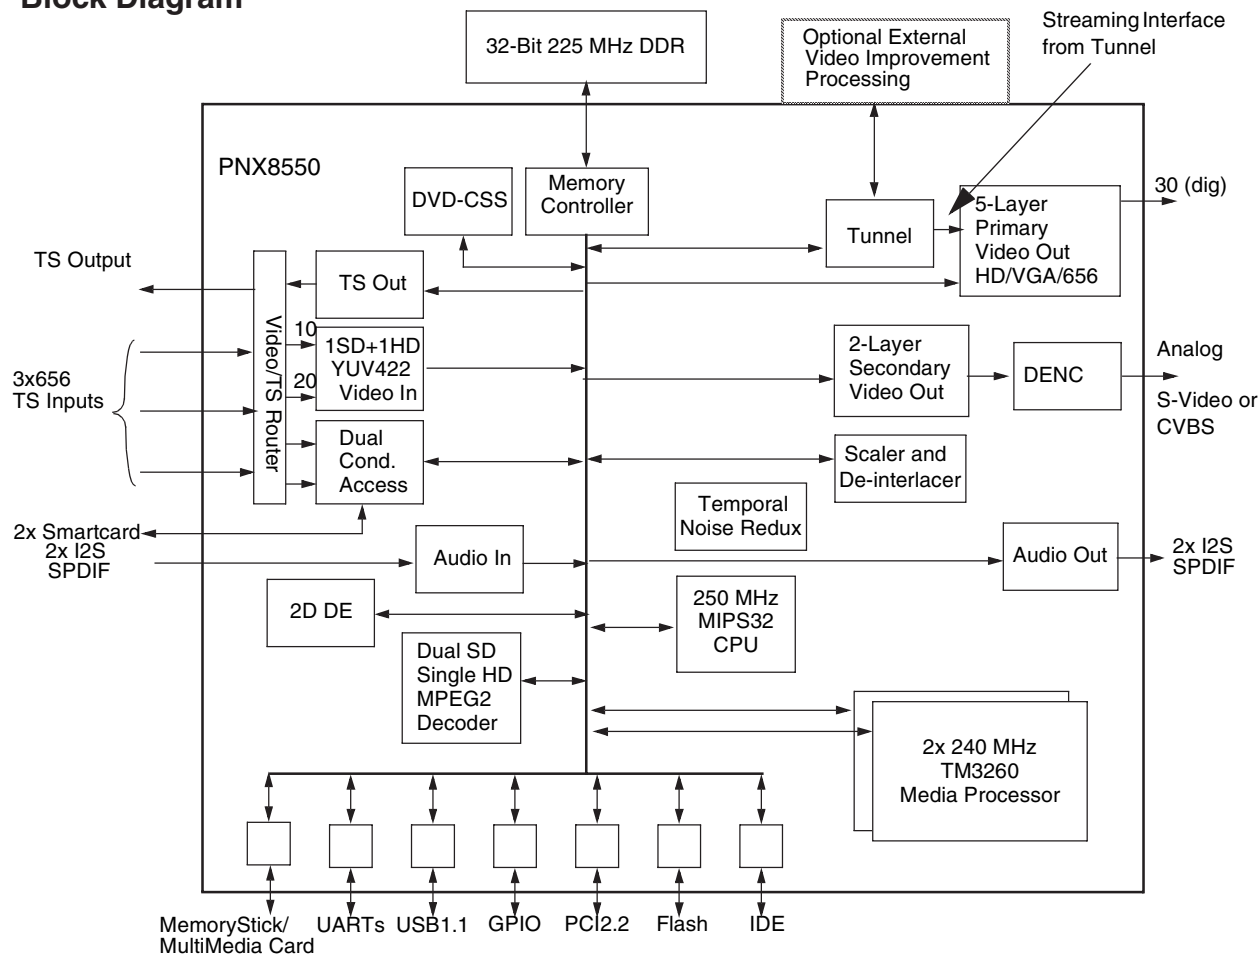 Block Diagram
32-Bit 225 MHz DDR
Optional External
Video Improvement
Processing
Streaming Interface
from Tunnel
PNX8550
DVD-CSS
Memory
Controller
Tunnel
5-Layer
Primary
Video Out
HD/VGA/656
30 (dig)
TS Output
TS Out
Video/TS Router
10
20
1SD+1HD
YUV422
Video In
3x656
TS Inputs
2-Layer
Secondary
Video Out
DENC
Analog
S-Video or
CVBS
Dual
Cond.
Access
Scaler and
De-interlacer
Temporal
Noise Redux
2x Smartcard
2x I2S
SPDIF
Audio In
Audio Out
2x I2S
SPDIF
2D DE
250 MHz
MIPS32
CPU
Dual SD
Single HD
MPEG2
Decoder
2x 240 MHz
TM3260
Media Processor
MemoryStick/
MultiMedia Card
UARTs
USB1.1
GPIO
PCI2.2
Flash
IDE